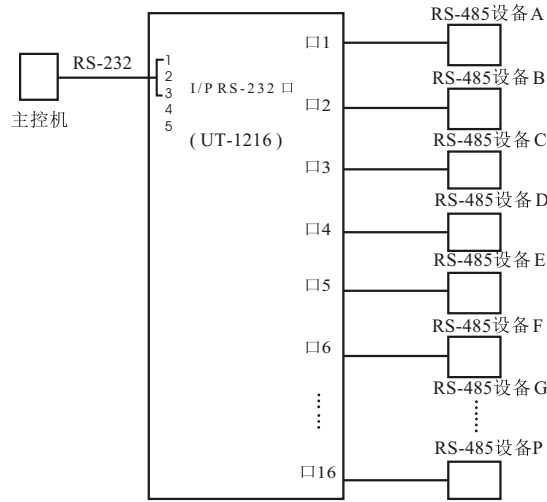 RS-485设备A
口1
RS-232
1
2
3
4
5
I/P RS-232 口
主控机
(UT-1216)
RS-485设备B
口2
RS-485设备C
口3
RS-485设备D
口4
RS-485设备E
口5
RS-485设备F
口6
RS-485设备G
RS-485设备P
口16